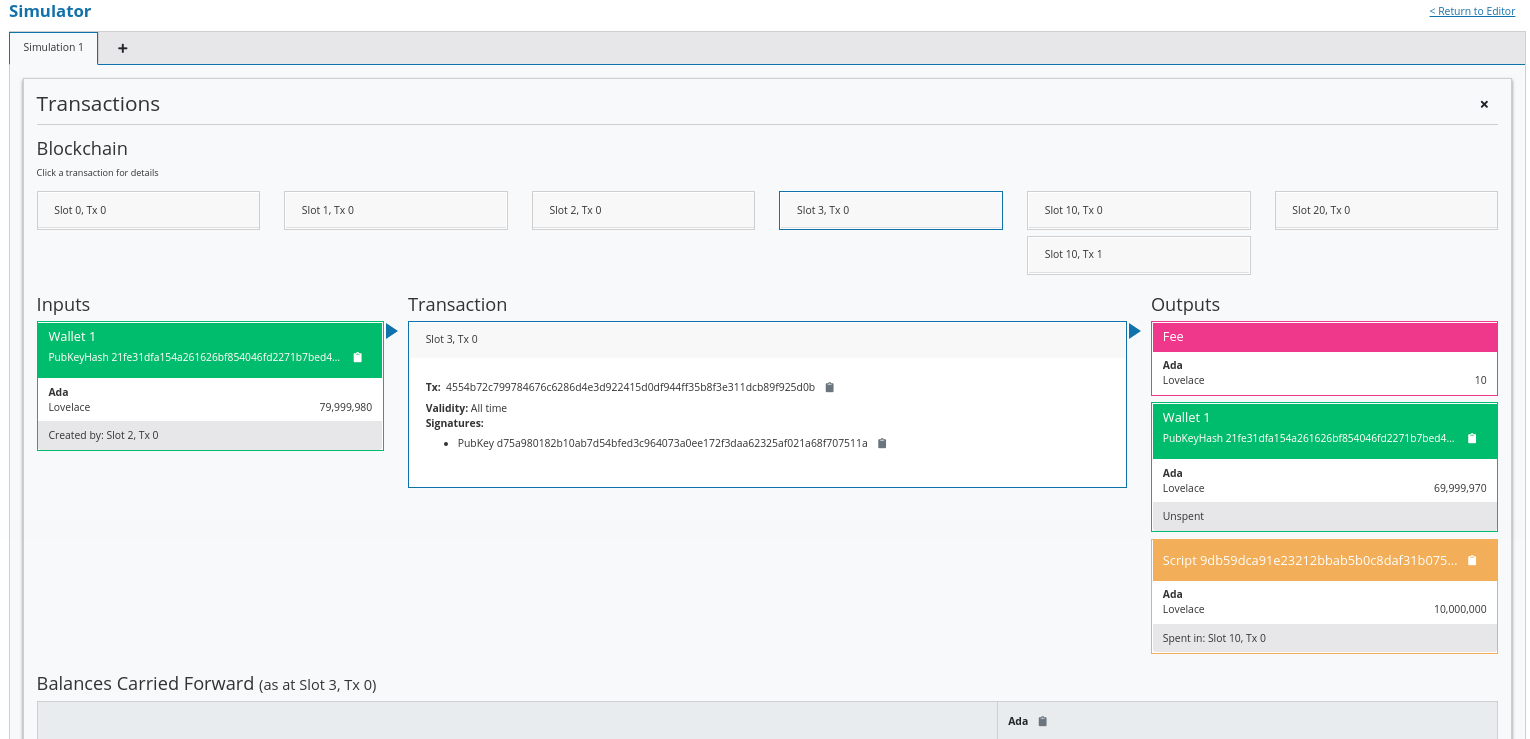 Simulator
< Return to Editor
Simulation 1
+
Transactions
×
Blockchain
Click a transaction for details
Slot 0, Tx 0
Slot 1, Tx 0
Slot 2, Tx 0
Slot 3, Tx 0
Slot 10, Tx 0
Slot 20, Tx 0
Slot 10, Tx 1
Inputs
Wallet 1
PubKeyHash 21fe31dfa154a261626bf854046fd2271b7bed4...
Ada
Lovelace 79,999,980
Created by: Slot 2, Tx 0
Transaction
Slot 3, Tx 0
Tx: 4554b72c799784676c6286d4e3d922415d0df944ff35b8f3e311dcb89f925d0b
Validity: All time
Signatures:
• PubKey d75a980182b10ab7d54bfed3c964073a0ee172f3daa62325af021a68f707511a
Outputs
Fee
Ada
Lovelace 10
Wallet 1
PubKeyHash 21fe31dfa154a261626bf854046fd2271b7bed4...
Ada
Lovelace 69,999,970
Unspent
Script 9db59dca91e23212bbab5b0c8daf31b075...
Ada
Lovelace 10,000,000
Spent in: Slot 10, Tx 0
Balances Carried Forward (as at Slot 3, Tx 0)
Ada